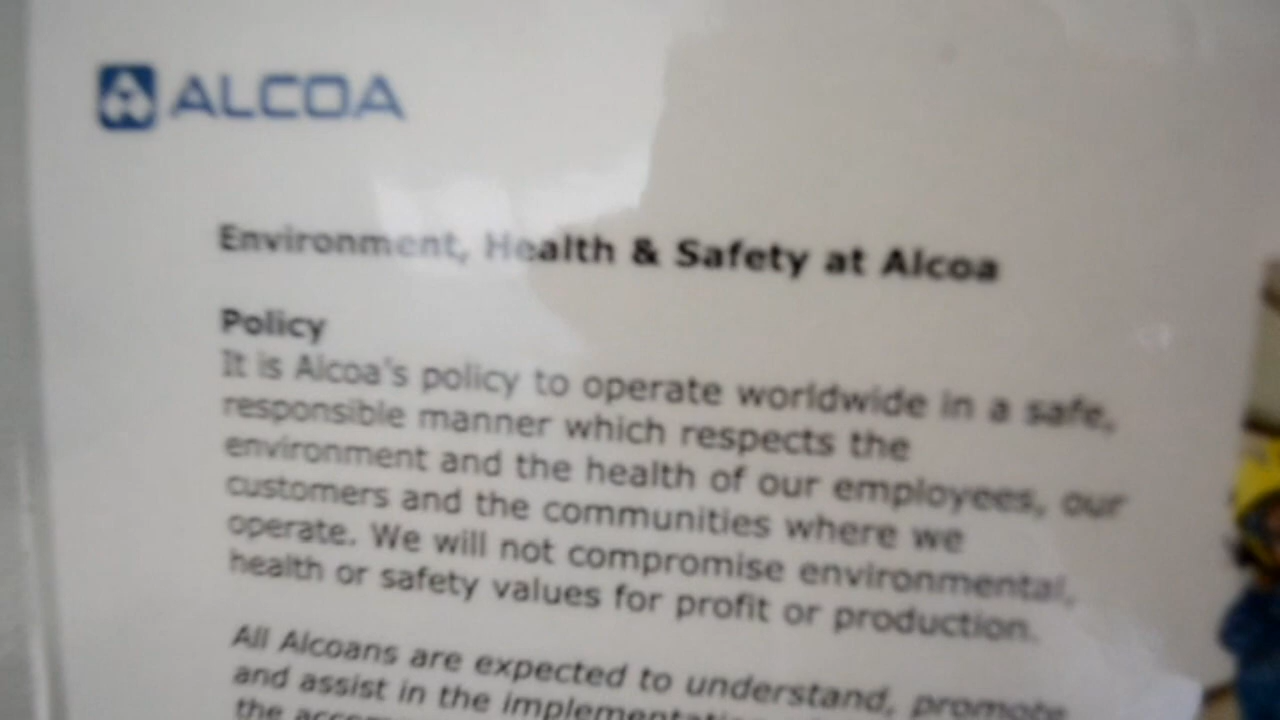 ALCOA
Environment, Health & Safety at Alcoa
Policy
It is Alcoa's policy to operate worldwide in a safe,
responsible manner which respects the
environment and the health of our employees, our
customers and the communities where we
operate. We will not compromise environmental,
health or safety values for profit or production.
All Alcoans are expected to understand, promote
and assist in the
the